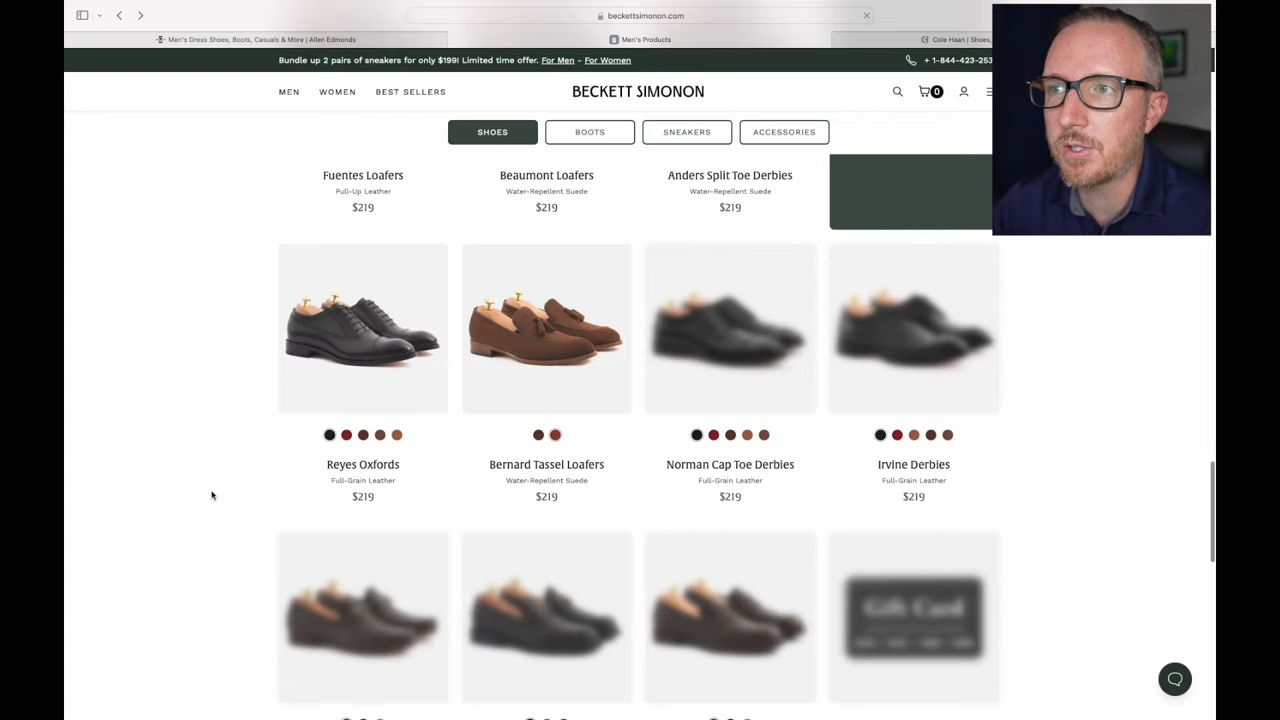 beckettsimonon.com
Men's Dress Shoes, Boots, Casuals & More | Allen Edmonds
Men's Products
Cole Haan | Shoes,
Bundle up 2 pairs of sneakers for only $199! Limited time offer. For Men - For Women
+ 1-844-423-253
MEN WOMEN BEST SELLERS
BECKETT SIMONON
0
SHOES BOOTS SNEAKERS ACCESSORIES
Fuentes Loafers
Pull-Up Leather
$219
Beaumont Loafers
Water-Repellent Suede
$219
Anders Split Toe Derbies
Water-Repellent Suede
$219
Reyes Oxfords
Full-Grain Leather
$219
Bernard Tassel Loafers
Water-Repellent Suede
$219
Norman Cap Toe Derbies
Full-Grain Leather
$219
Irvine Derbies
Full-Grain Leather
$219
Gift Card